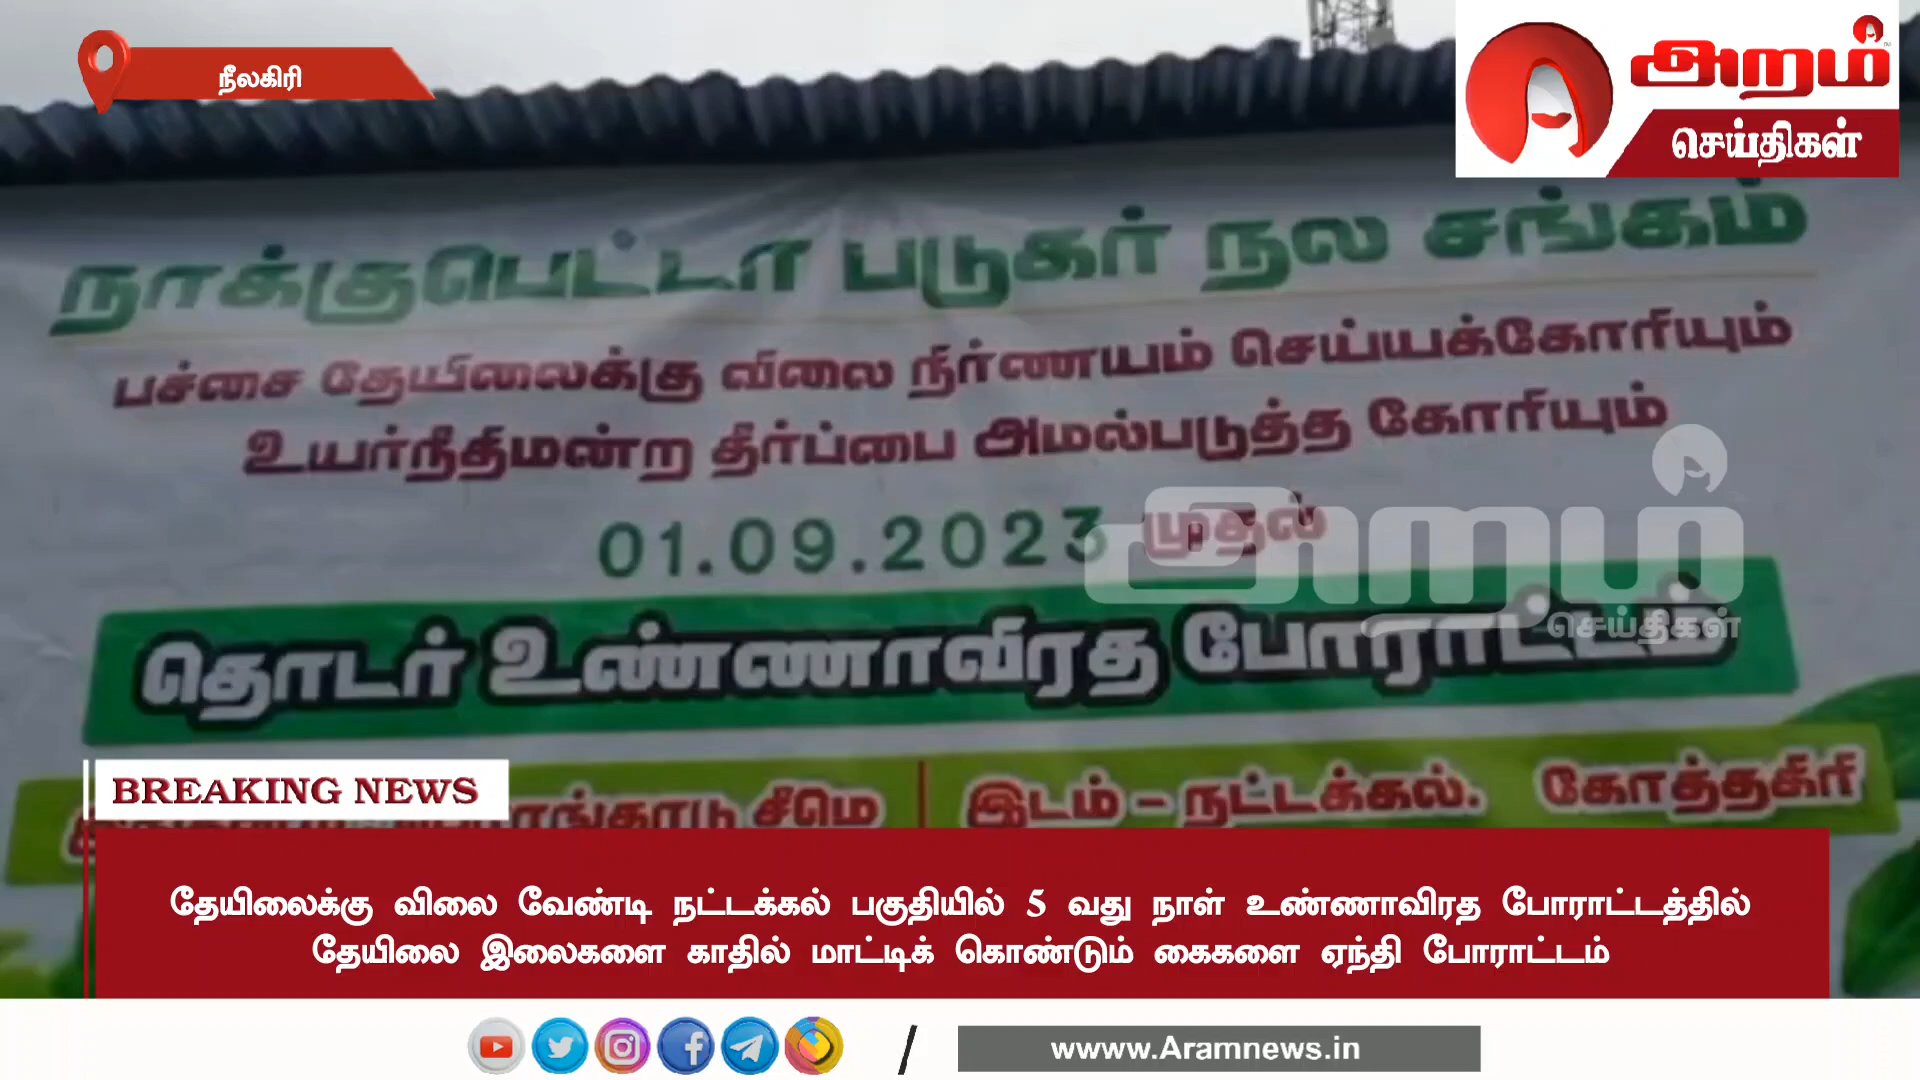 நீலகிரி
அறம்
செய்திகள்
நாக்குபெட்டா படுகர் நல சங்கம்
பச்சை தேயிலைக்கு விலை நிர்ணயம் செய்யக்கோரியும்
உயர்நீதிமன்ற தீர்ப்பை அமல்படுத்த கோரியும்
01.09.2023 முதல்
அறம்
செய்திகள்
தொடர் உண்ணாவிரத போராட்டம்
சீமெ இடம் – நட்டக்கல். கோத்தகிரி
BREAKING NEWS
தேயிலைக்கு விலை வேண்டி நட்டக்கல் பகுதியில் 5 வது நாள் உண்ணாவிரத போராட்டத்தில்
தேயிலை இலைகளை காதில் மாட்டிக் கொண்டும் கைகளை ஏந்தி போராட்டம்
/ wwww.Aramnews.in